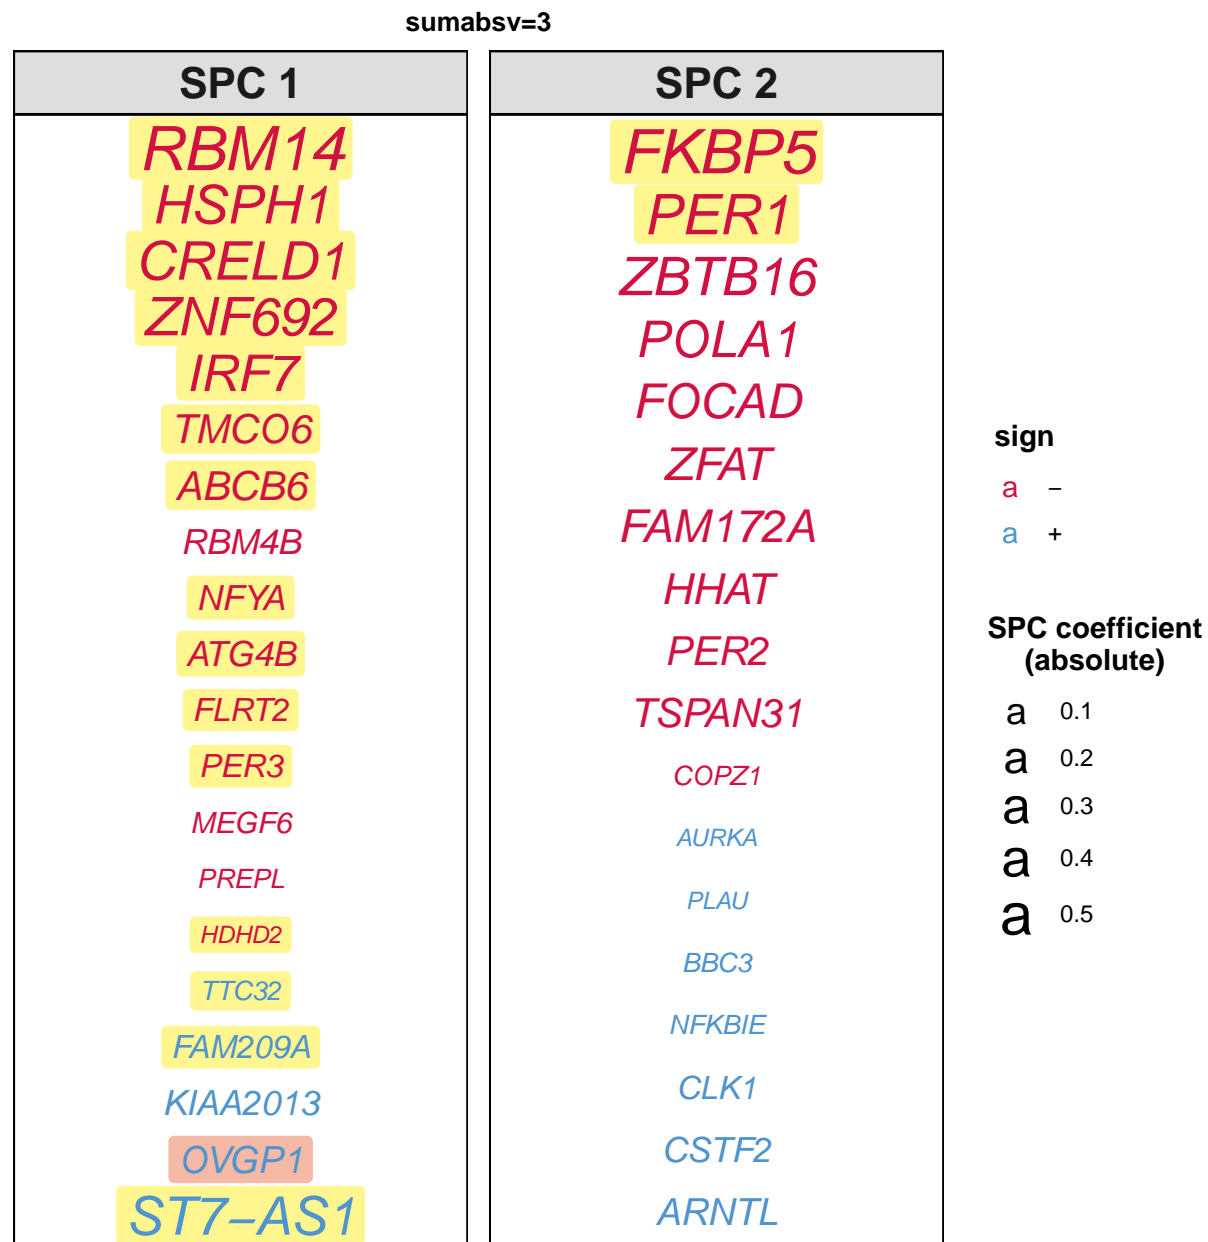 sumabsv=3
SPC 1
RBM14
HSPH1
CRELD1
ZNF692
IRF7
TMCO6
ABCB6
RBM4B
NFYA
ATG4B
FLRT2
PER3
MEGF6
PREPL
HDHD2
TTC32
FAM209A
KIAA2013
OVGP1
ST7−AS1
SPC 2
FKBP5
PER1
ZBTB16
POLA1
FOCAD
ZFAT
FAM172A
HHAT
PER2
TSPAN31
COPZ1
AURKA
PLAU
BBC3
NFKBIE
CLK1
CSTF2
ARNTL
sign
a −
a +
SPC coefficient
(absolute)
a 0.1
a 0.2
a 0.3
a 0.4
a 0.5